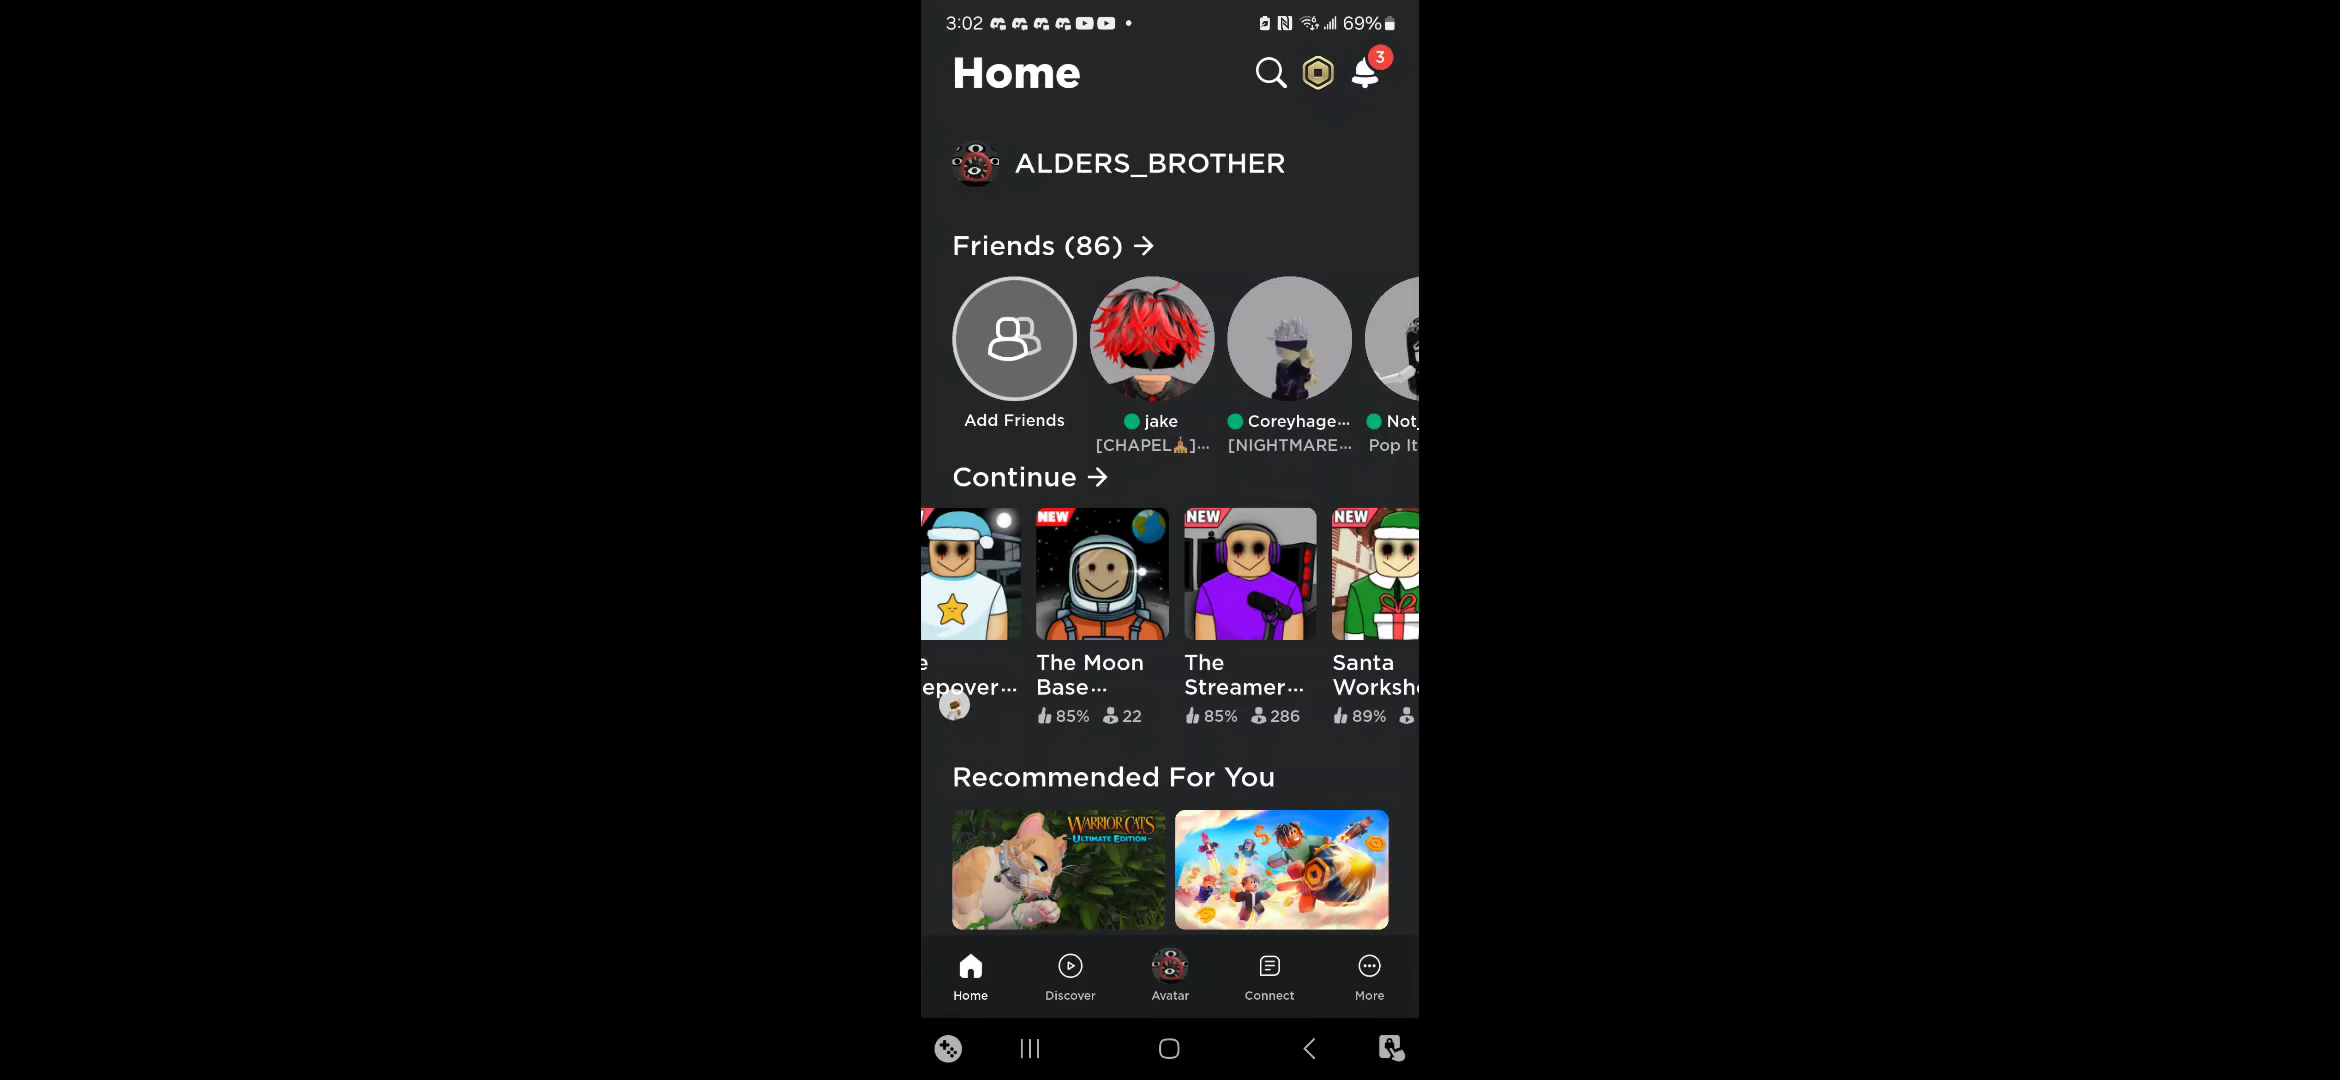 3:02
69%
Home
3
ALDERS_BROTHER
Friends (86)
Add Friends
jake
Coreyhage...
Not_
[CHAPEL⛪]...
[NIGHTMARE...
Pop It
Continue
NEW
NEW
NEW
e
epover...
The Moon
Base...
The
Streamer...
Santa
Worksh
85%
22
85%
286
89%
Recommended For You
WARRIOR CATS
ULTIMATE EDITION
Home
Discover
Avatar
Connect
More